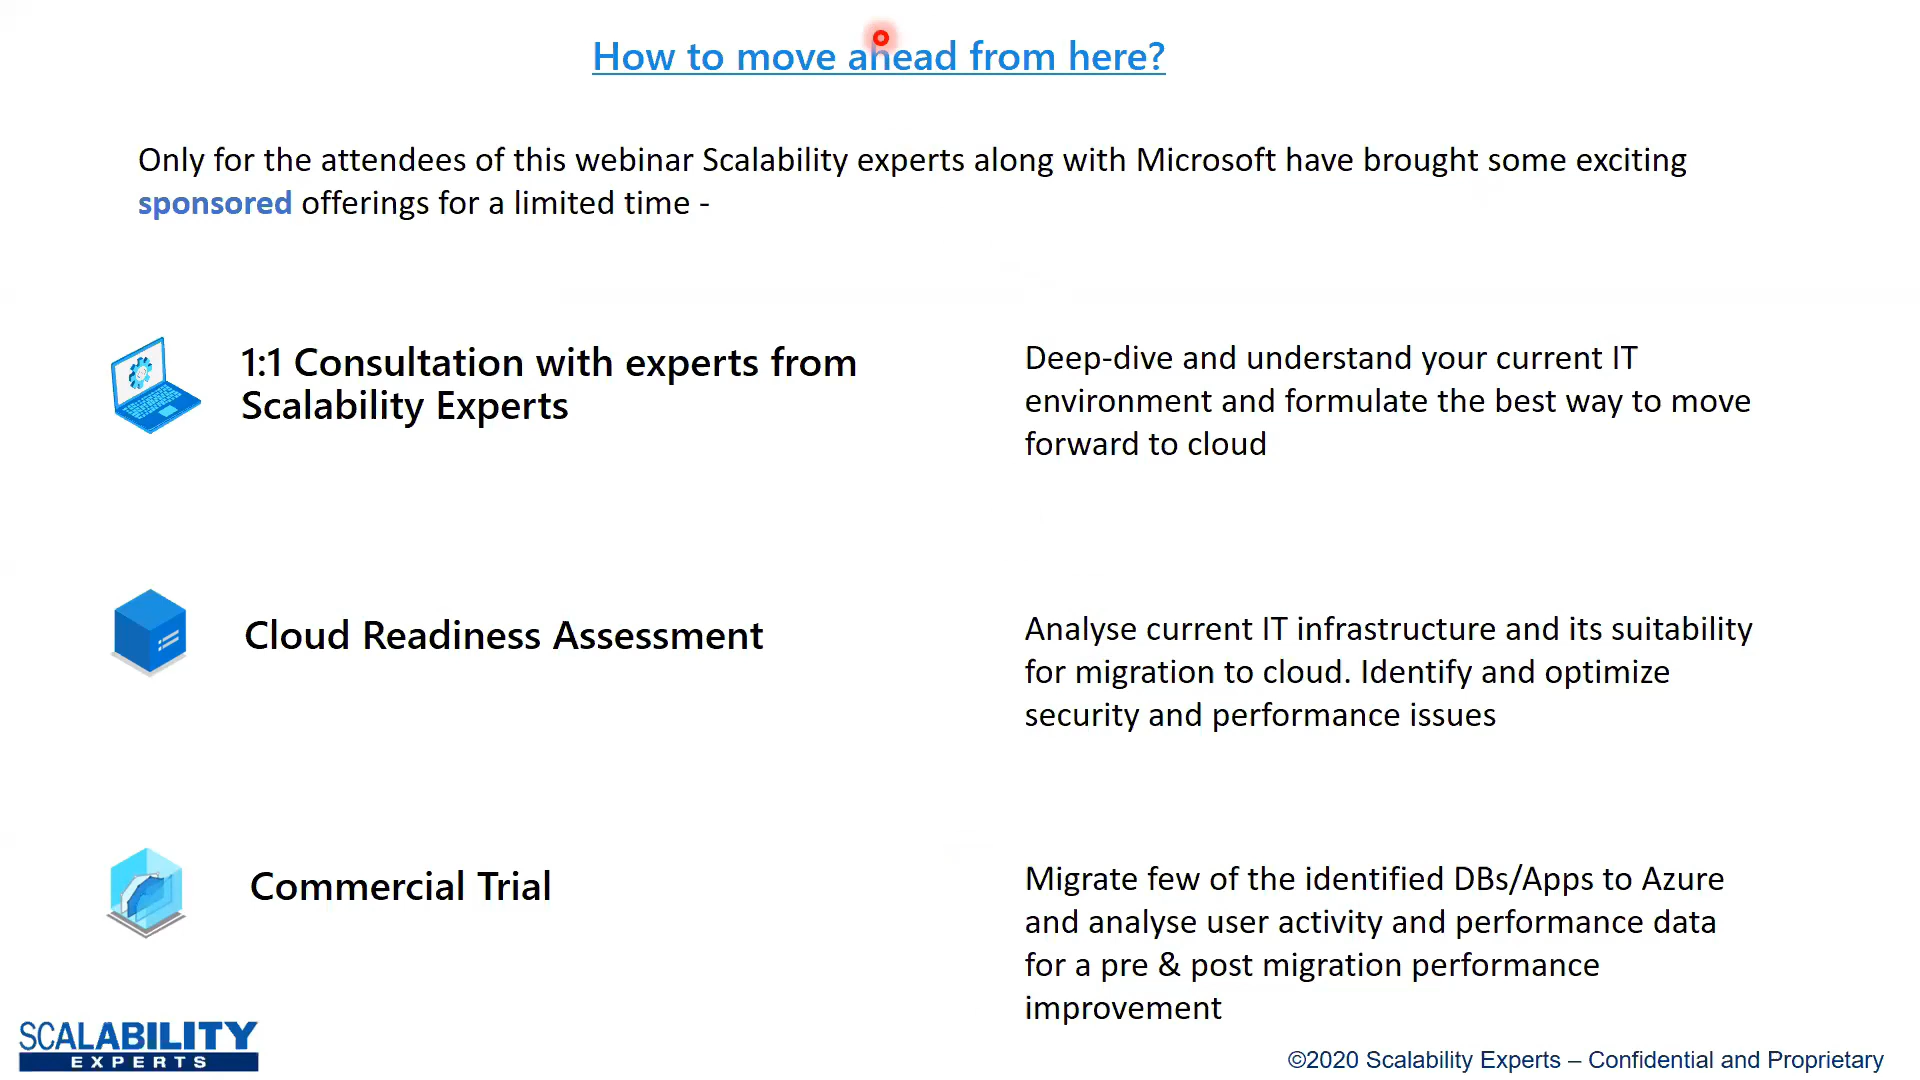 How to move ahead from here?
Only for the attendees of this webinar Scalability experts along with Microsoft have brought some exciting
sponsored offerings for a limited time -
1:1 Consultation with experts from
Scalability Experts
Deep-dive and understand your current IT
environment and formulate the best way to move
forward to cloud
Cloud Readiness Assessment
Analyse current IT infrastructure and its suitability
for migration to cloud. Identify and optimize
security and performance issues
Commercial Trial
Migrate few of the identified DBs/Apps to Azure
and analyse user activity and performance data
for a pre & post migration performance
improvement
SCALABILITY
EXPERTS
©2020 Scalability Experts – Confidential and Proprietary